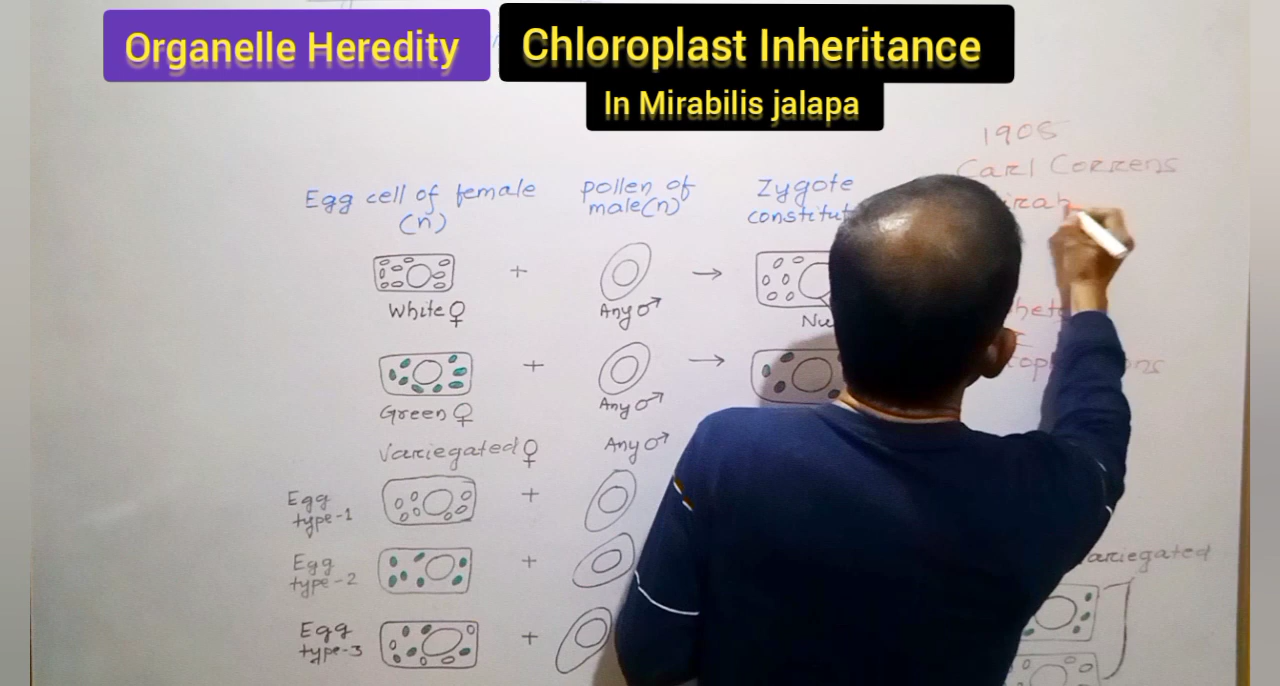 Organelle Heredity
Chloroplast Inheritance
In Mirabilis jalapa
1905
Carl Correns
Egg cell of female
(n)
pollen of
male(n)
Zygote
White ♀
+
Any ♂
→
Green ♀
+
Any ♂
→
Variegated ♀
Any ♂
Egg
type-1
+
Egg
type-2
+
Egg
type-3
+